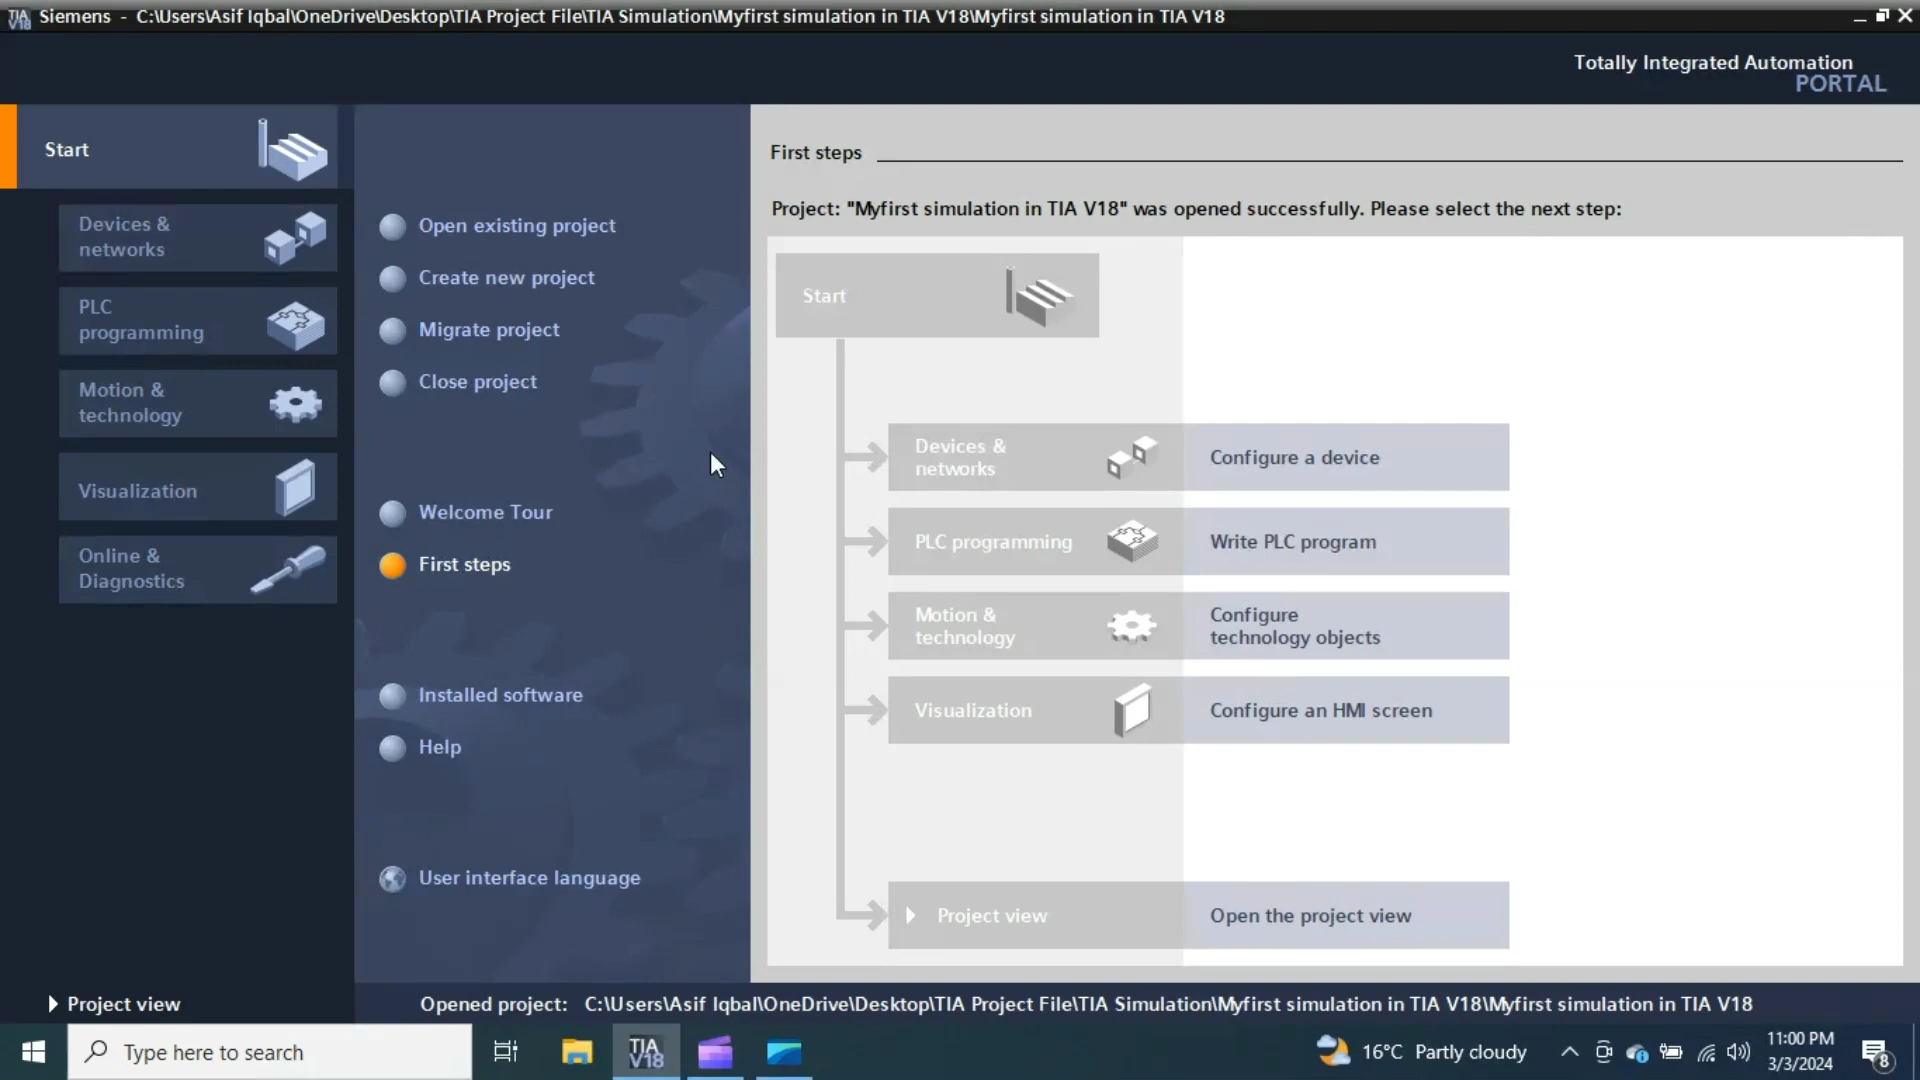 TIA V18
Siemens - C:\Users\Asif Iqbal\OneDrive\Desktop\TIA Project File\TIA Simulation\Myfirst simulation in TIA V18\Myfirst simulation in TIA V18
Totally Integrated Automation
PORTAL
Start
Devices &
networks
PLC
programming
Motion &
technology
Visualization
Online &
Diagnostics
Open existing project
Create new project
Migrate project
Close project
Welcome Tour
First steps
Installed software
Help
User interface language
First steps
Project: "Myfirst simulation in TIA V18" was opened successfully. Please select the next step:
Start
Devices &
networks
Configure a device
PLC programming
Write PLC program
Motion &
technology
Configure
technology objects
Visualization
Configure an HMI screen
Project view
Open the project view
Project view
Opened project: C:\Users\Asif Iqbal\OneDrive\Desktop\TIA Project File\TIA Simulation\Myfirst simulation in TIA V18\Myfirst simulation in TIA V18
Type here to search
TIA
V18
16°C Partly cloudy
11:00 PM
3/3/2024
8